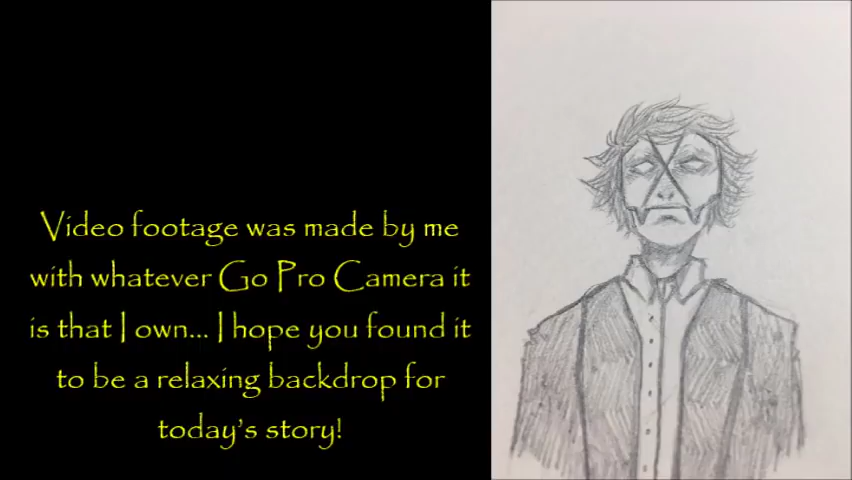 Video footage was made by me
with whatever Go Pro Camera it
is that I own... I hope you found it
to be a relaxing backdrop for
today's story!